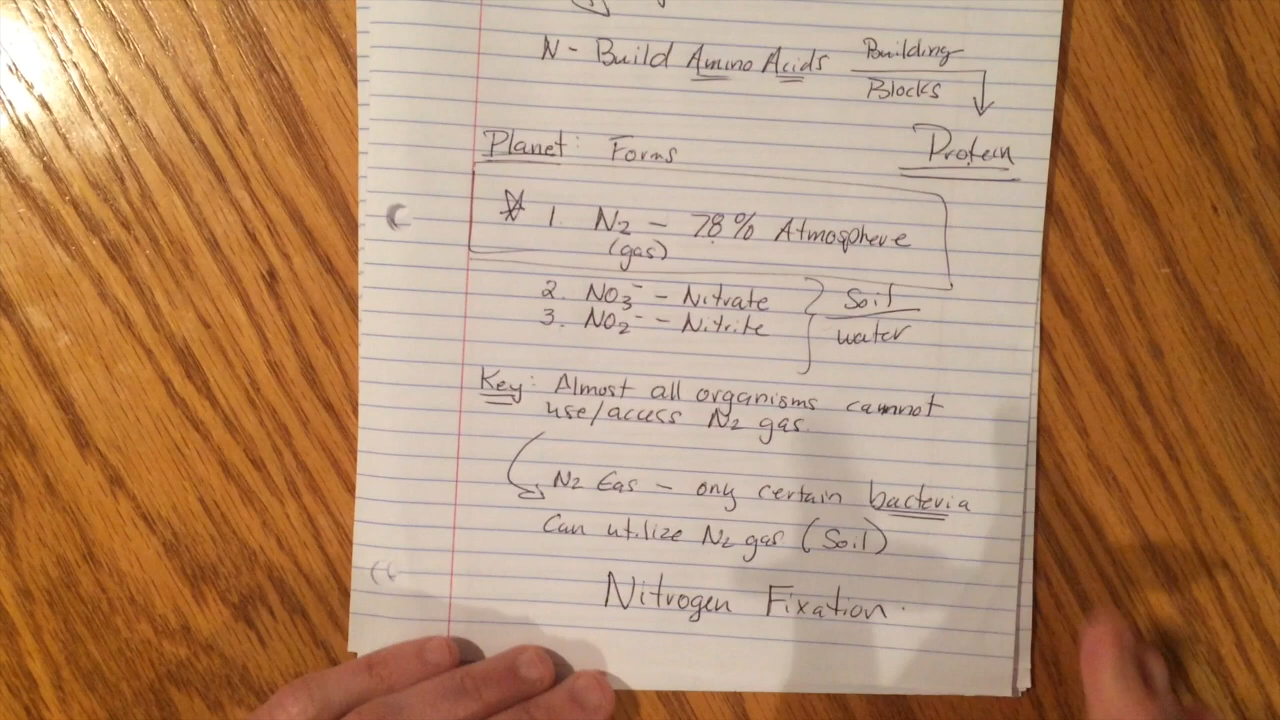 N - Build Amino Acids Building Blocks
Protein
Planet: Forms
1. N2 - 78% Atmosphere
(gas)
2. NO3⁻ - Nitrate
3. NO2⁻ - Nitrite
Soil
water
Key: Almost all organisms cannot
use/access N2 gas.
N2 Gas - ony certain bacteria
Can utilize N2 gas (Soil)
Nitrogen Fixation.